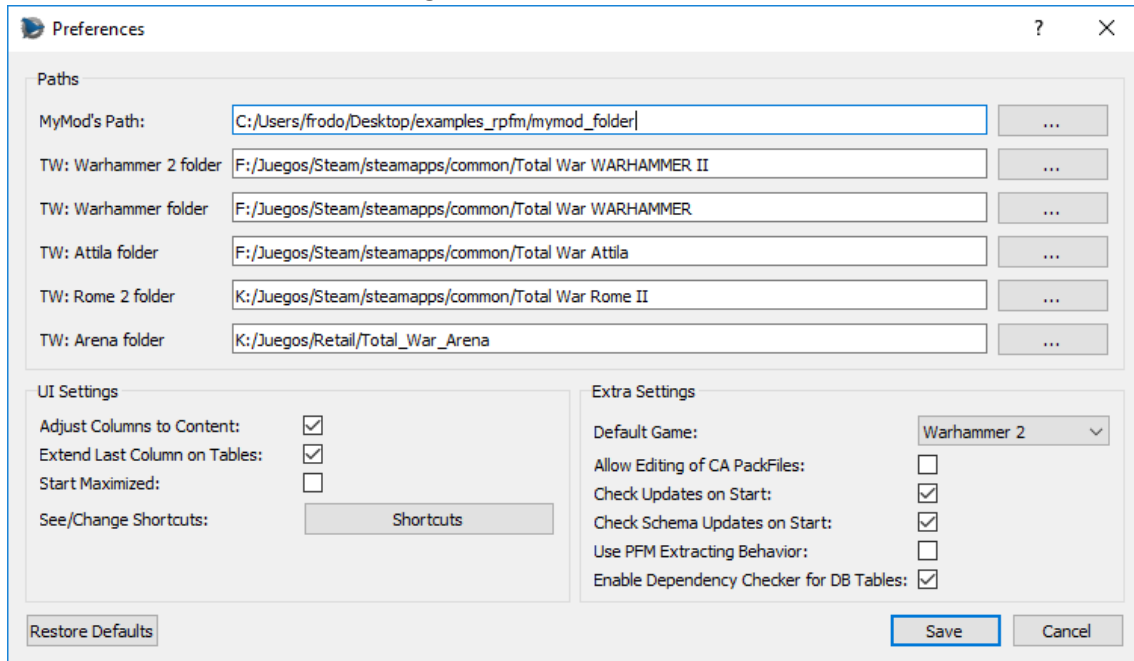 Preferences
?
Paths
MyMod's Path: C:/Users/frodo/Desktop/examples_rpfm/mymod_folder ...
TW: Warhammer 2 folder F:/Juegos/Steam/steamapps/common/Total War WARHAMMER II ...
TW: Warhammer folder F:/Juegos/Steam/steamapps/common/Total War WARHAMMER ...
TW: Attila folder F:/Juegos/Steam/steamapps/common/Total War Attila ...
TW: Rome 2 folder K:/Juegos/Steam/steamapps/common/Total War Rome II ...
TW: Arena folder K:/Juegos/Retail/Total_War_Arena ...
UI Settings
Adjust Columns to Content:
Extend Last Column on Tables:
Start Maximized:
See/Change Shortcuts: Shortcuts
Extra Settings
Default Game: Warhammer 2
Allow Editing of CA PackFiles:
Check Updates on Start:
Check Schema Updates on Start:
Use PFM Extracting Behavior:
Enable Dependency Checker for DB Tables:
Restore Defaults
Save
Cancel